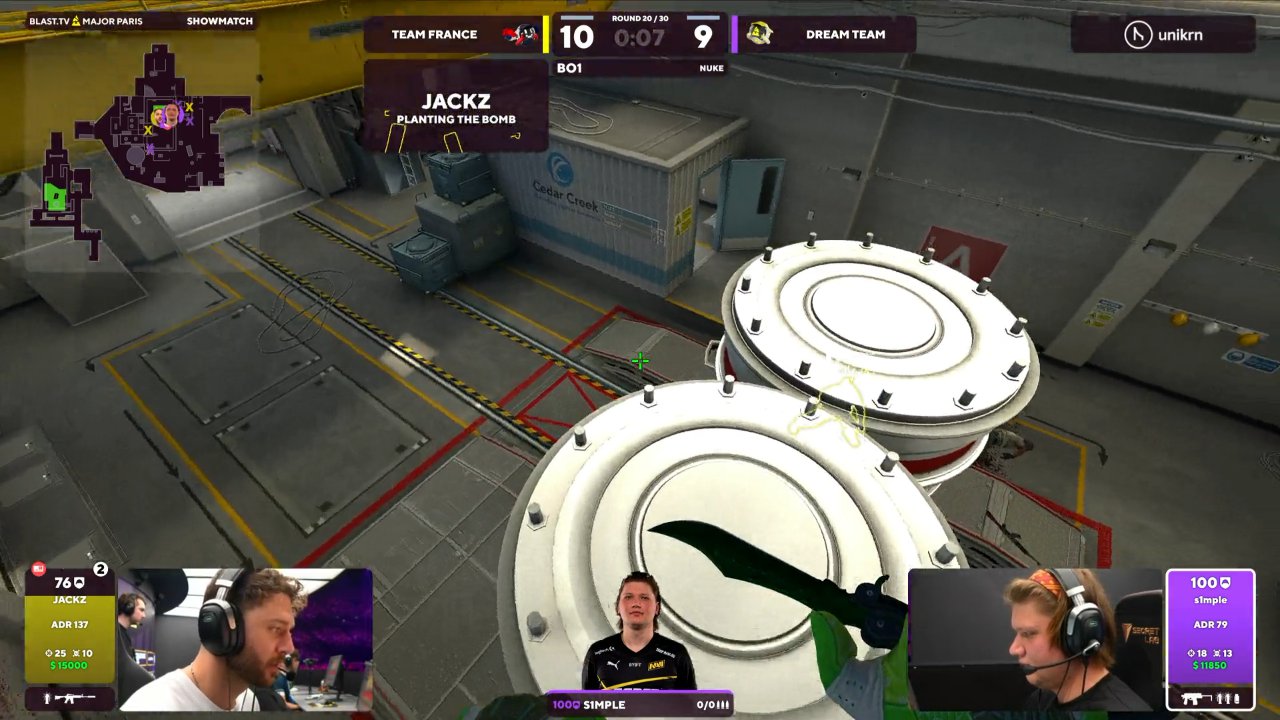 BLAST.TV MAJOR PARIS SHOWMATCH
TEAM FRANCE 10 ROUND 20 / 30 0:07 9 DREAM TEAM
unikrn
BO1 NUKE
JACKZ
PLANTING THE BOMB
Cedar Creek
A
2
76
JACKZ
ADR 137
25 10
$ 15000
100
s1mple
ADR 79
18 13
$ 11850
SECRET LAB
100 S1MPLE 0/0